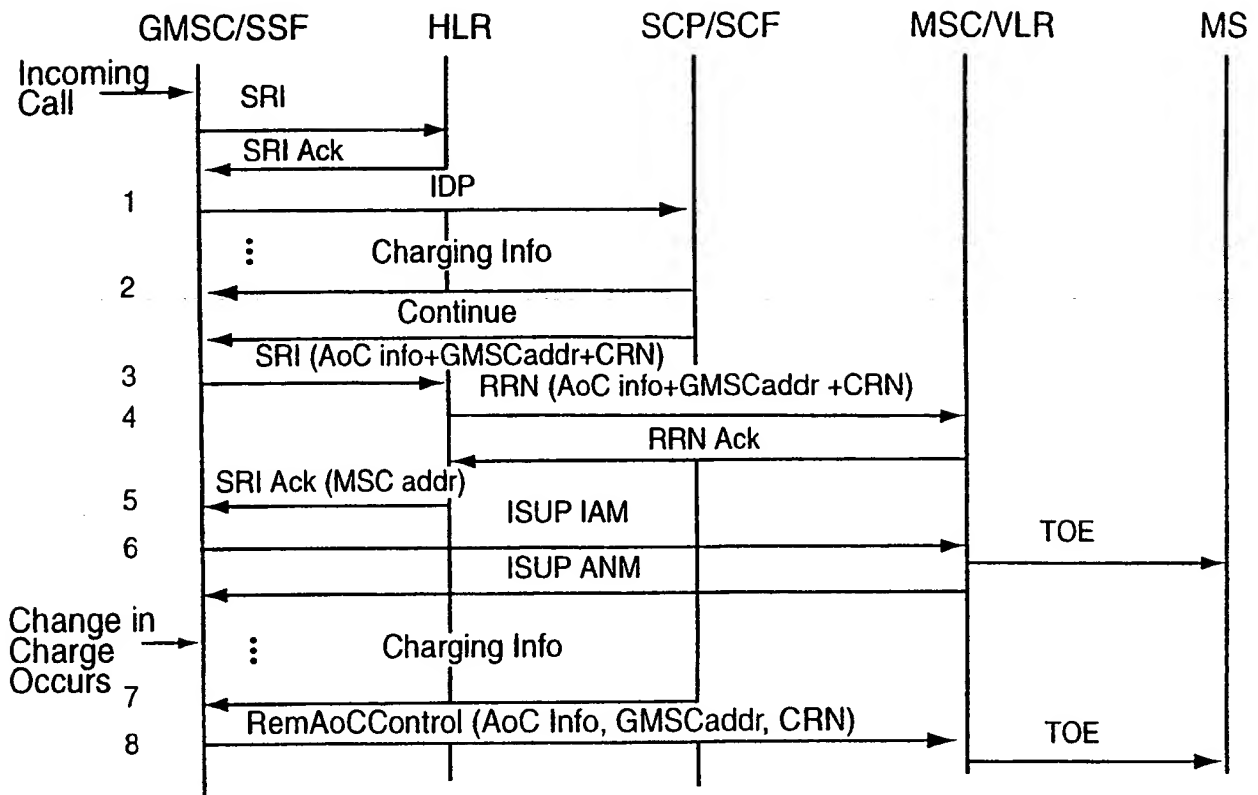 GMSC/SSF HLR SCP/SCF MSC/VLR MS
Incoming
Call
SRI
SRI Ack
IDP
1
⋮ Charging Info
2
Continue
SRI (AoC info+GMSCaddr+CRN)
3
RRN (AoC info+GMSCaddr +CRN)
4
RRN Ack
SRI Ack (MSC addr)
5
ISUP IAM
6
TOE
ISUP ANM
Change in
Charge
Occurs
⋮ Charging Info
7
RemAoCControl (AoC Info, GMSCaddr, CRN)
8
TOE